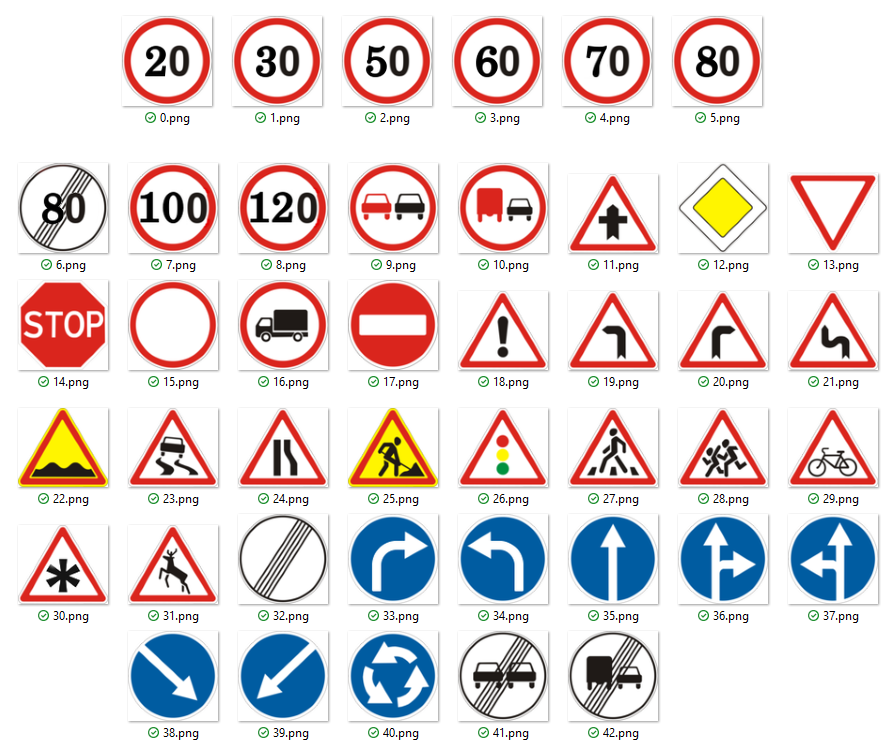 20 30 50 60 70 80
0.png 1.png 2.png 3.png 4.png 5.png
80 100 120
6.png 7.png 8.png 9.png 10.png 11.png 12.png 13.png
STOP
14.png 15.png 16.png 17.png 18.png 19.png 20.png 21.png
22.png 23.png 24.png 25.png 26.png 27.png 28.png 29.png
30.png 31.png 32.png 33.png 34.png 35.png 36.png 37.png
38.png 39.png 40.png 41.png 42.png